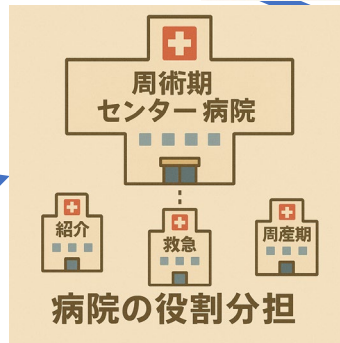 周術期
センター病院
紹介
救急
周産期
病院の役割分担